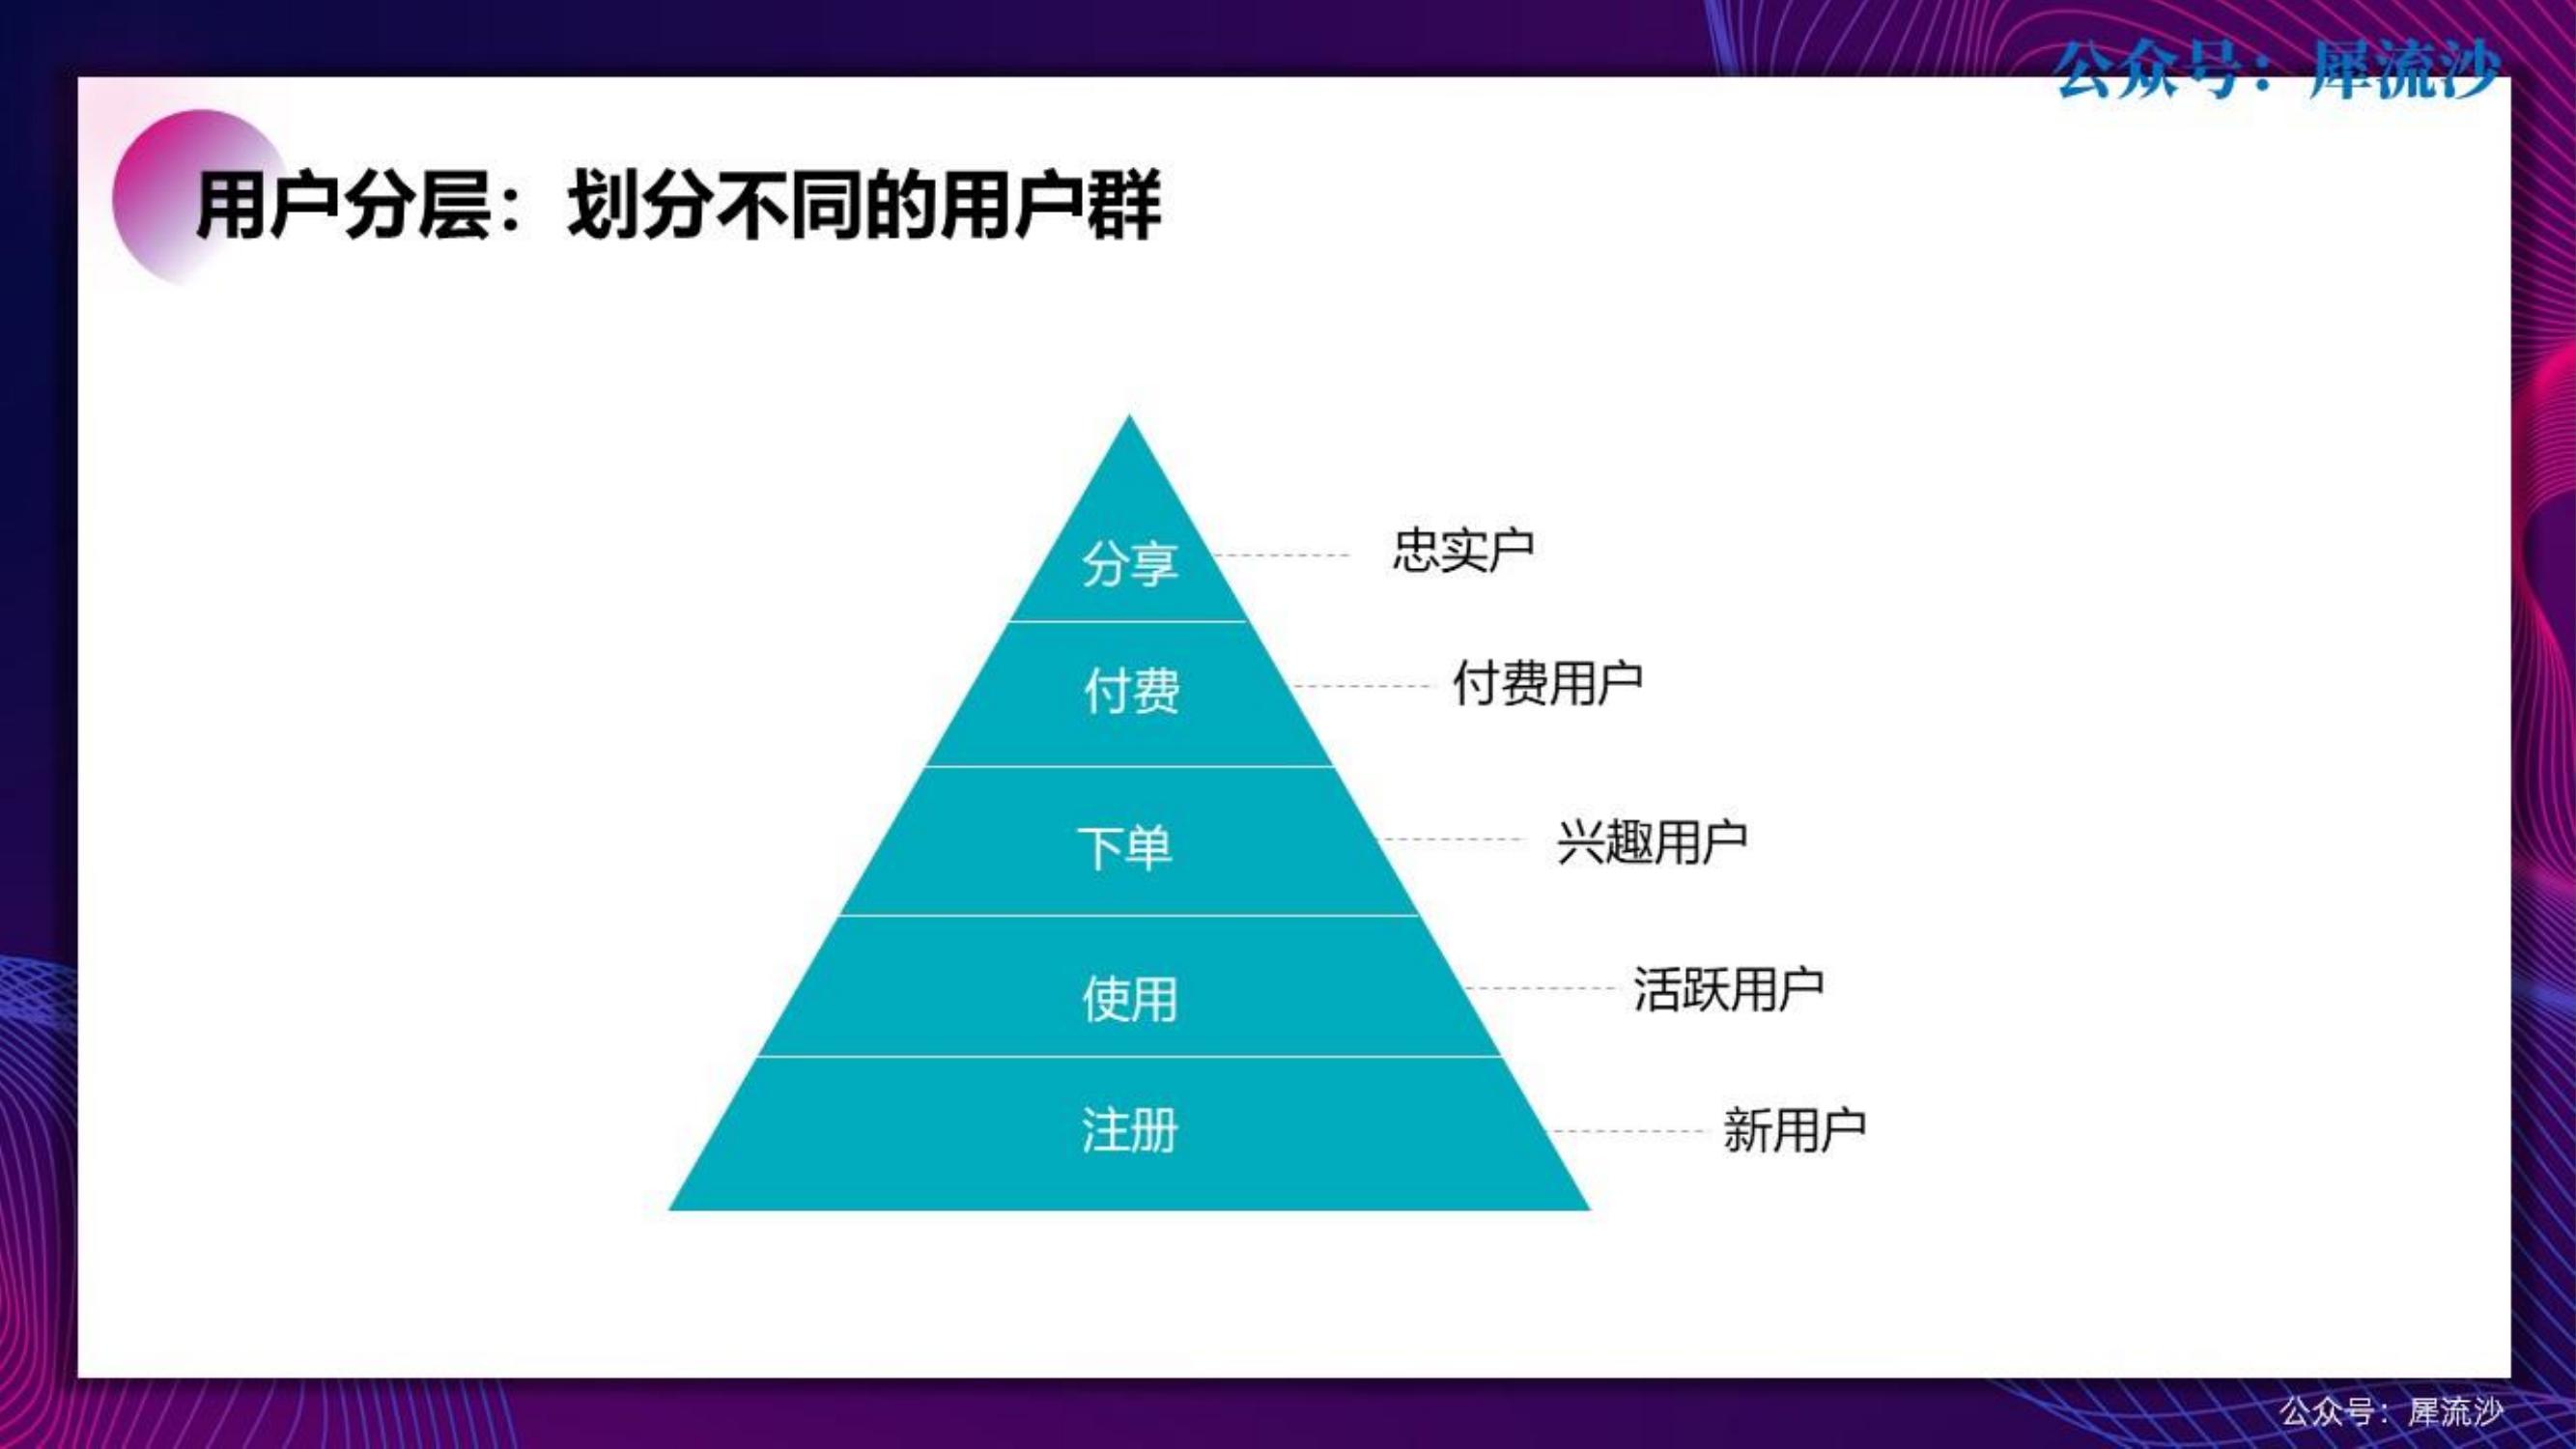 公众号：犀流沙
用户分层：划分不同的用户群
分享
忠实户
付费
付费用户
下单
兴趣用户
使用
活跃用户
注册
新用户
公众号：犀流沙